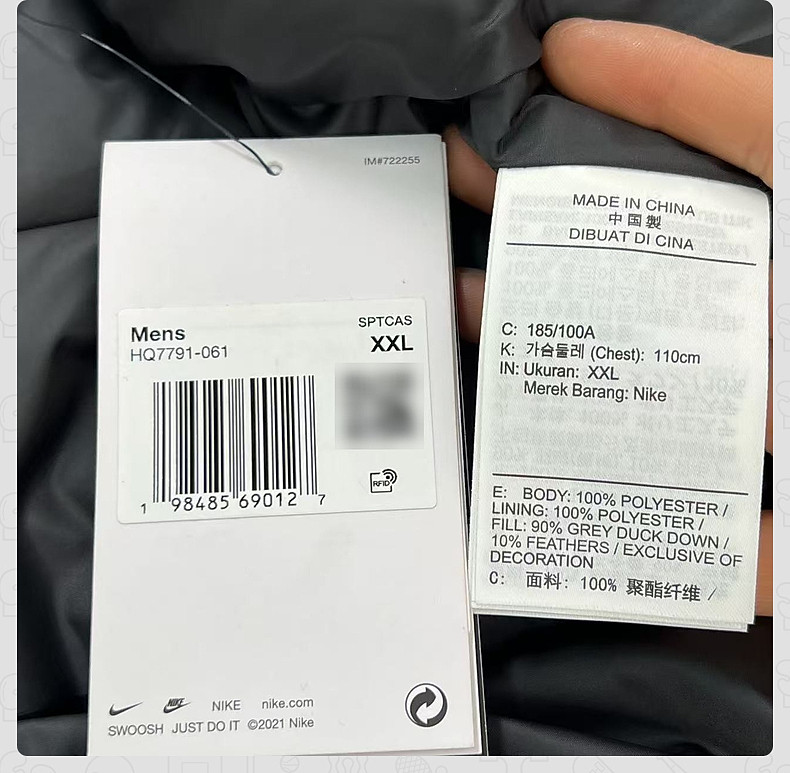 IM#722255
Mens
HQ7791-061
SPTCAS
XXL
RFID
1 98485 69012 7
NIKE
NIKE nike.com
SWOOSH JUST DO IT ©2021 Nike
MADE IN CHINA
中国製
DIBUAT DI CINA
C: 185/100A
K: 가슴둘레 (Chest): 110cm
IN: Ukuran: XXL
Merek Barang: Nike
E: BODY: 100% POLYESTER /
LINING: 100% POLYESTER /
FILL: 90% GREY DUCK DOWN /
10% FEATHERS / EXCLUSIVE OF
DECORATION
C: 面料: 100% 聚酯纤维 /